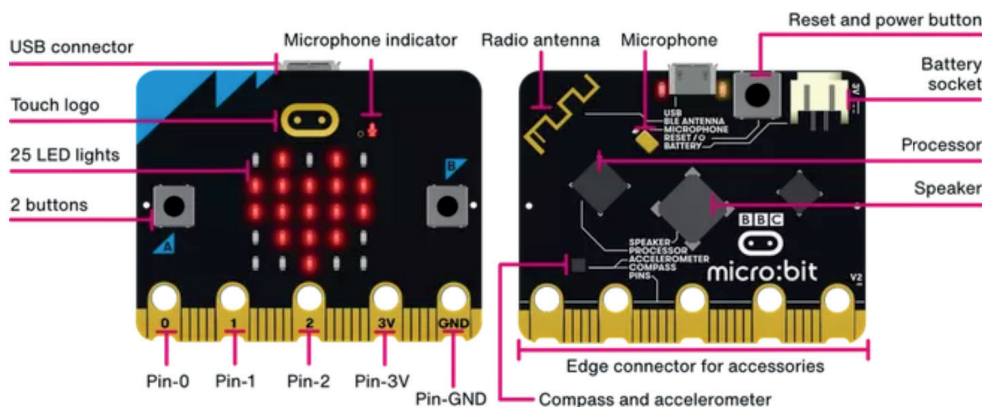 Reset and power button
USB connector
Microphone indicator
Radio antenna
Microphone
Battery
socket
Touch logo
3V
USB
BLE ANTENNA
MICROPHONE
RESET/
BATTERY
25 LED lights
Processor
B
2 buttons
Speaker
A
BBC
SPEAKER
PROCESSOR
ACCELEROMETER
COMPASS
PINS
micro:bit
V2
0
1
2
3V
GND
Edge connector for accessories
Pin-0
Pin-1
Pin-2
Pin-3V
Pin-GND
Compass and accelerometer